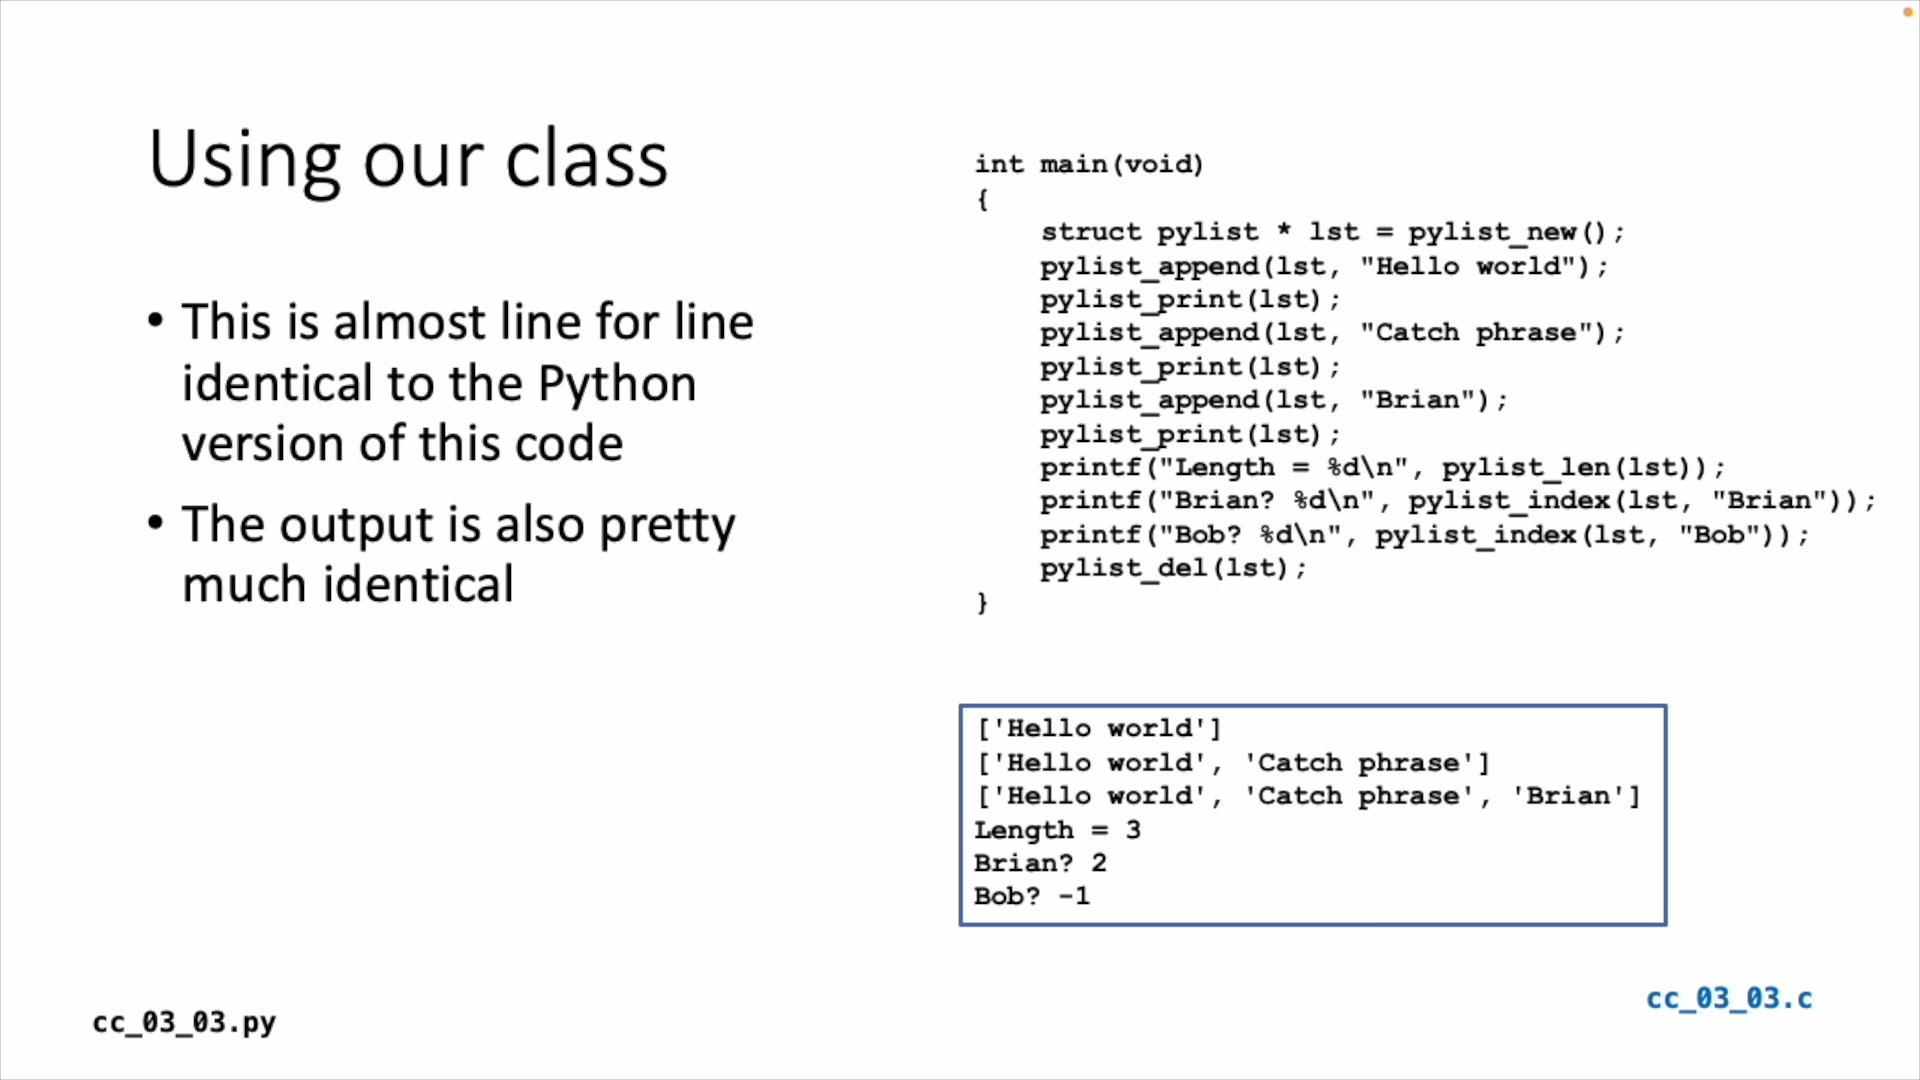 Using our class
• This is almost line for line
identical to the Python
version of this code
• The output is also pretty
much identical
int main(void)
{
    struct pylist * lst = pylist_new();
    pylist_append(lst, "Hello world");
    pylist_print(lst);
    pylist_append(lst, "Catch phrase");
    pylist_print(lst);
    pylist_append(lst, "Brian");
    pylist_print(lst);
    printf("Length = %d\n", pylist_len(lst));
    printf("Brian? %d\n", pylist_index(lst, "Brian"));
    printf("Bob? %d\n", pylist_index(lst, "Bob"));
    pylist_del(lst);
}
['Hello world']
['Hello world', 'Catch phrase']
['Hello world', 'Catch phrase', 'Brian']
Length = 3
Brian? 2
Bob? -1
cc_03_03.py
cc_03_03.c